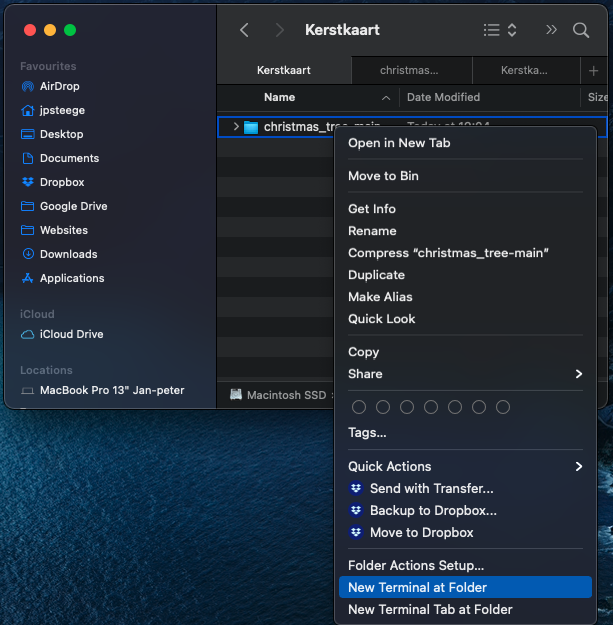 Kerstkaart
Favourites
AirDrop
jpsteege
Desktop
Documents
Dropbox
Google Drive
Websites
Downloads
Applications
iCloud
iCloud Drive
Locations
MacBook Pro 13" Jan-peter
Kerstkaart
christmas...
Kerstka...
Name
Date Modified
Size
christmas_tree-main
Macintosh SSD
Open in New Tab
Move to Bin
Get Info
Rename
Compress “christmas_tree-main”
Duplicate
Make Alias
Quick Look
Copy
Share
Tags...
Quick Actions
Send with Transfer...
Backup to Dropbox...
Move to Dropbox
Folder Actions Setup...
New Terminal at Folder
New Terminal Tab at Folder